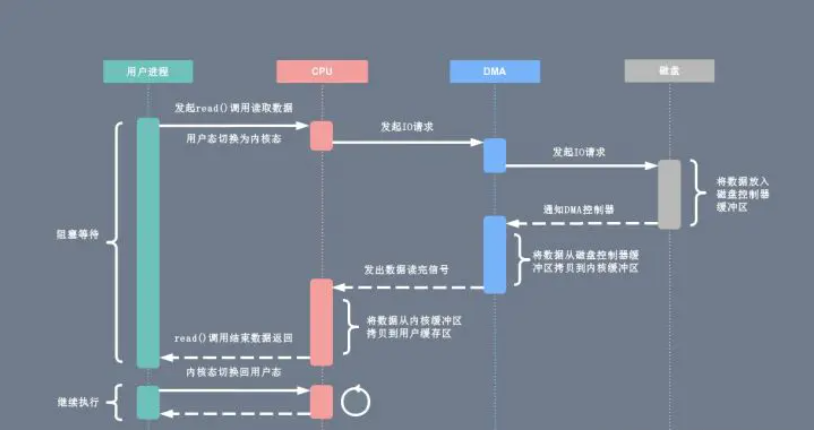 用户进程
CPU
DMA
磁盘
发起read()调用读取数据
用户态切换为内核态
发起IO请求
发起IO请求
将数据放入
磁盘控制器
缓冲区
通知DMA控制器
阻塞等待
将数据从磁盘控制器缓
冲区拷贝到内核缓冲区
发出数据读完信号
将数据从内核缓冲区
拷贝到用户缓存区
read()调用结束数据返回
内核态切换回用户态
继续执行